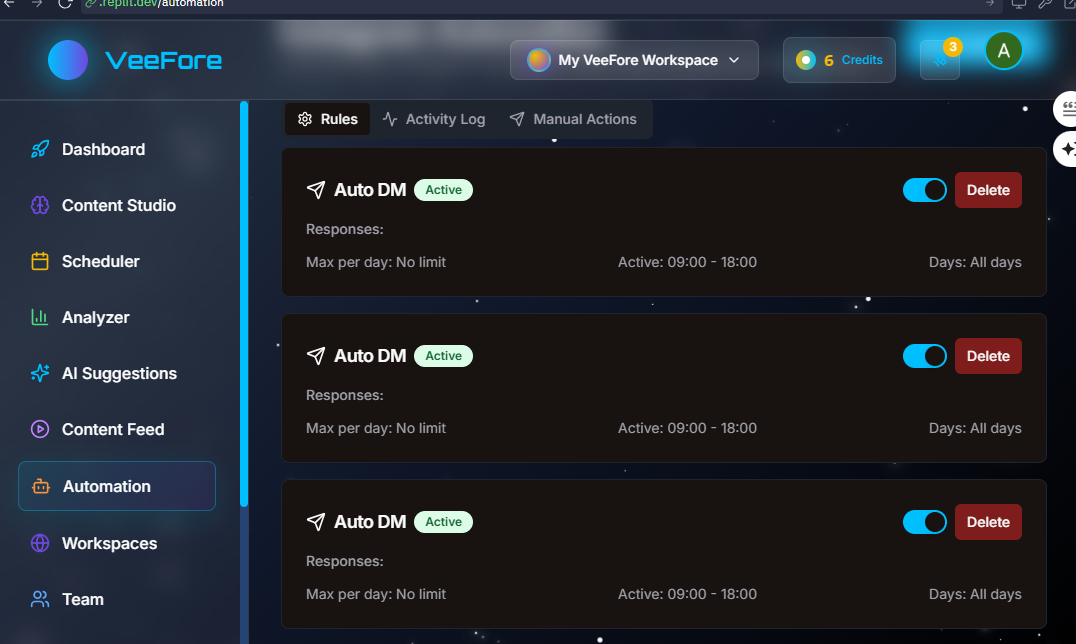 .replit.dev/automation
VeeFore
My VeeFore Workspace
6 Credits
3
A
Rules
Activity Log
Manual Actions
Dashboard
Content Studio
Scheduler
Analyzer
AI Suggestions
Content Feed
Automation
Workspaces
Team
Auto DM Active
Delete
Responses:
Max per day: No limit Active: 09:00 - 18:00 Days: All days
Auto DM Active
Delete
Responses:
Max per day: No limit Active: 09:00 - 18:00 Days: All days
Auto DM Active
Delete
Responses:
Max per day: No limit Active: 09:00 - 18:00 Days: All days